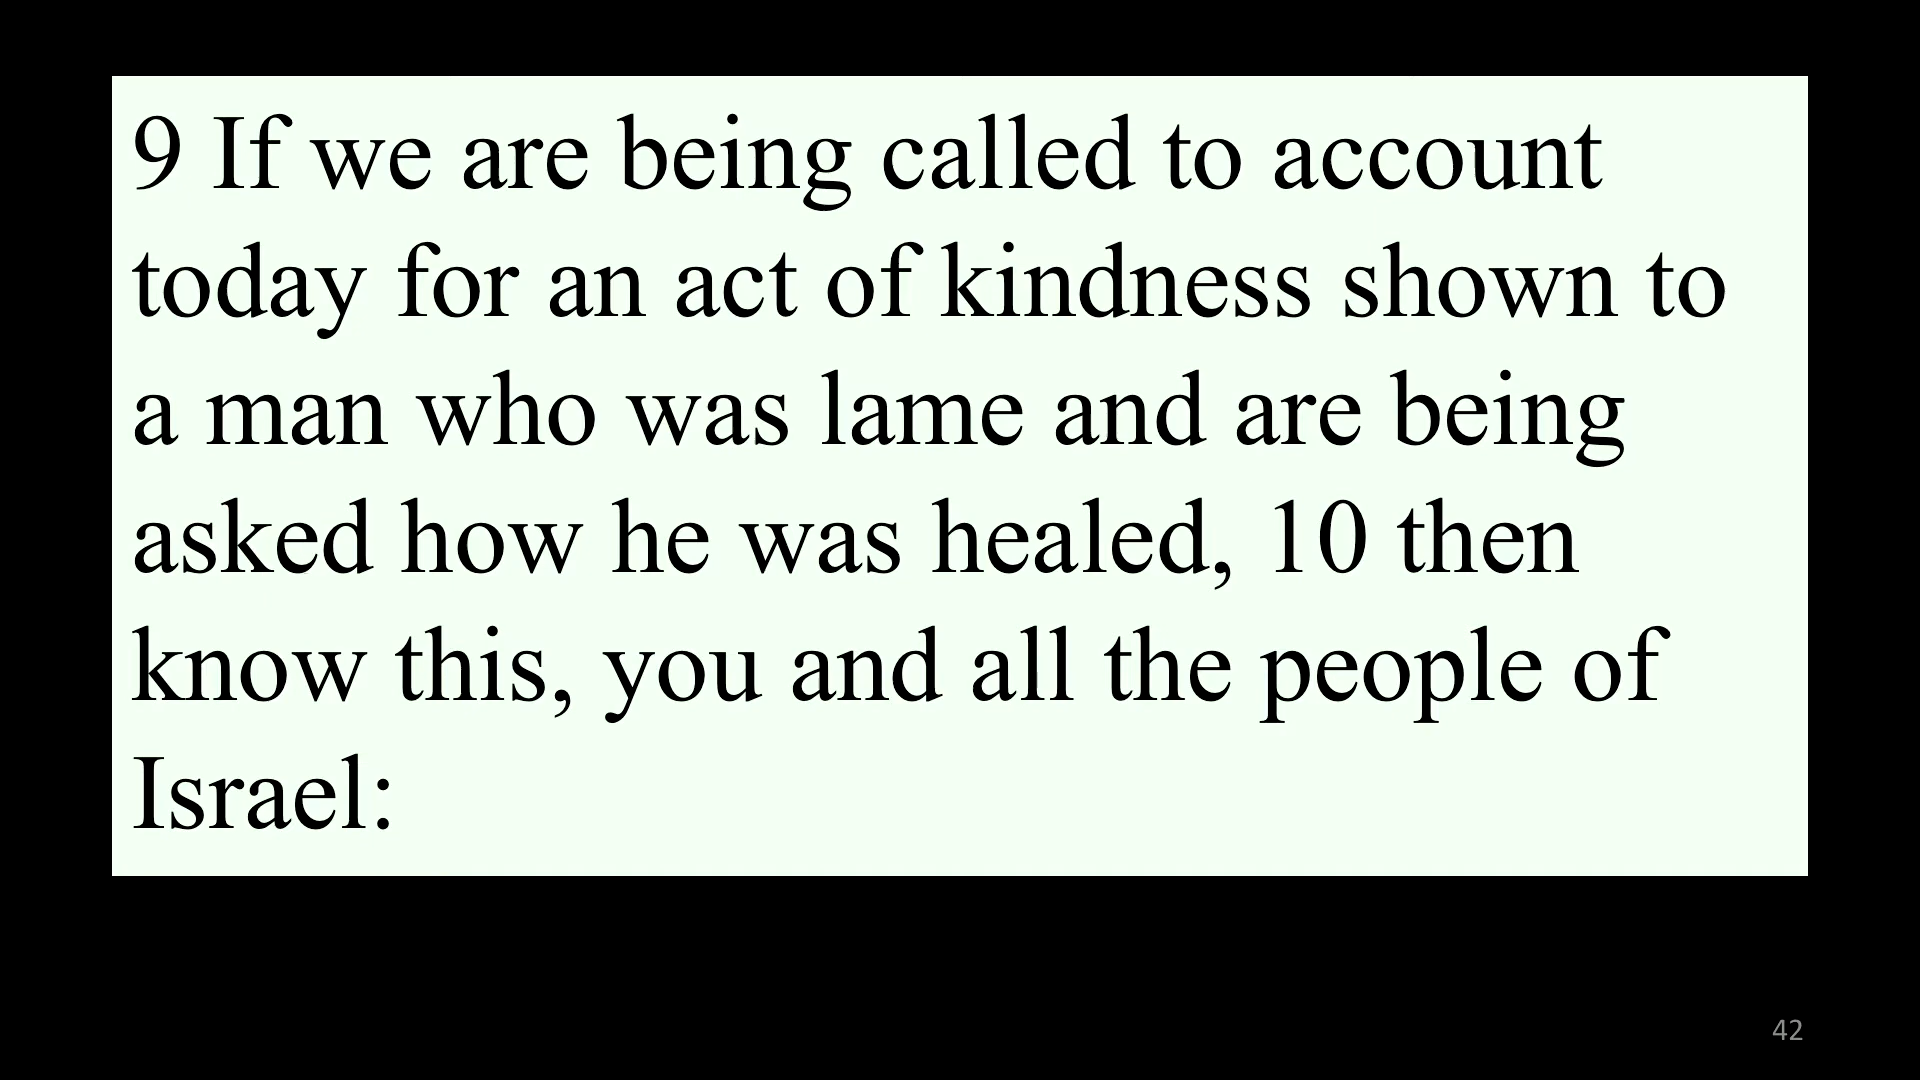 9 If we are being called to account
today for an act of kindness shown to
a man who was lame and are being
asked how he was healed, 10 then
know this, you and all the people of
Israel:
42